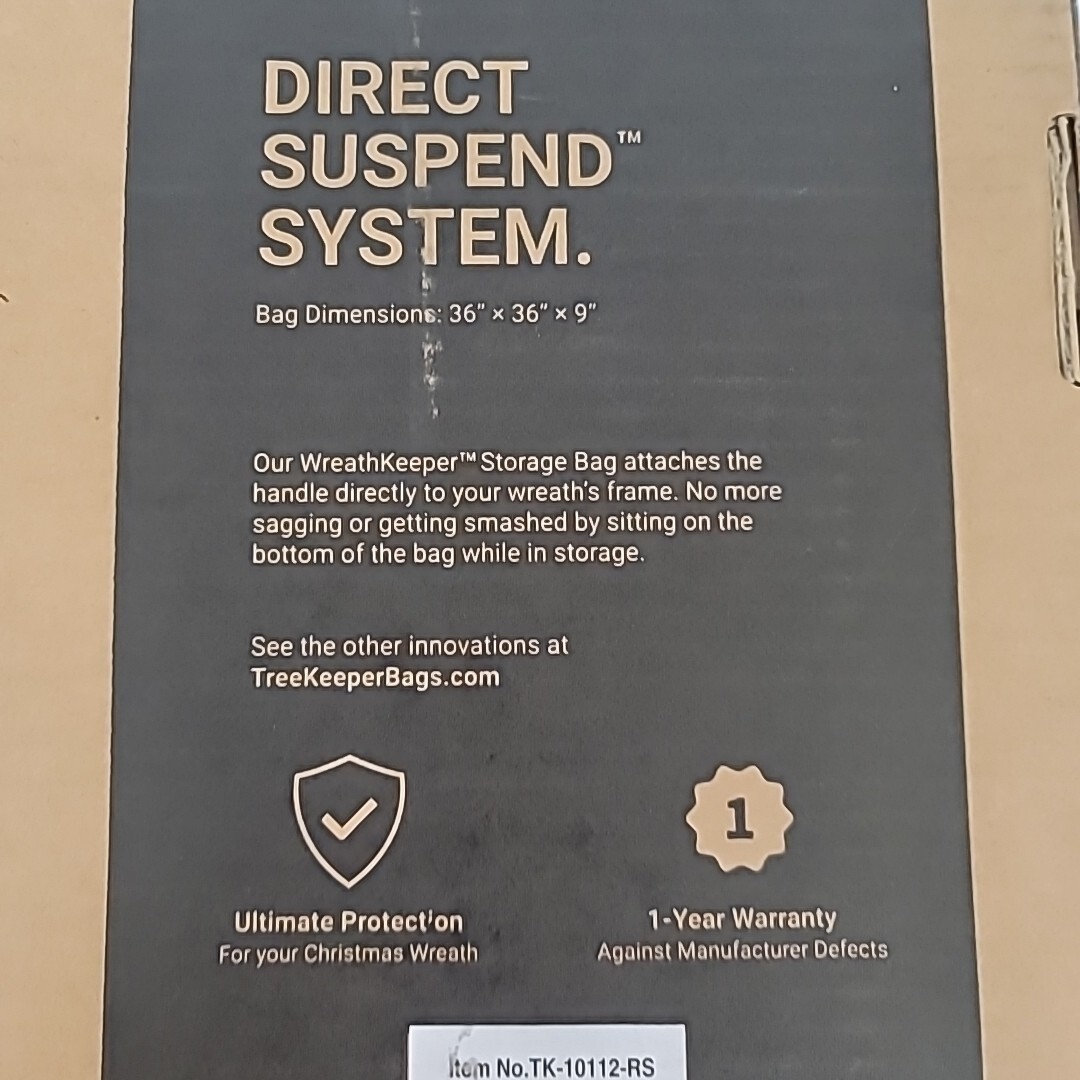 DIRECT
SUSPEND™
SYSTEM.
Bag Dimensions: 36" × 36" × 9"
Our WreathKeeper™ Storage Bag attaches the
handle directly to your wreath's frame. No more
sagging or getting smashed by sitting on the
bottom of the bag while in storage.
See the other innovations at
TreeKeeperBags.com
1
Ultimate Protection
For your Christmas Wreath
1-Year Warranty
Against Manufacturer Defects
Item No.TK-10112-RS